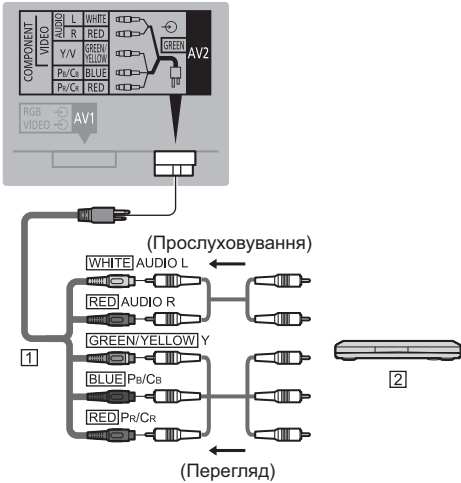 COMPONENT
VIDEO
AUDIO
L WHITE
R RED
Y/V GREEN/YELLOW
PB/CB BLUE
PR/CR RED
GREEN
AV2
RGB
VIDEO
AV1
(Прослуховування)
WHITE AUDIO L
RED AUDIO R
GREEN/YELLOW Y
1
BLUE PB/CB
2
RED PR/CR
(Перегляд)